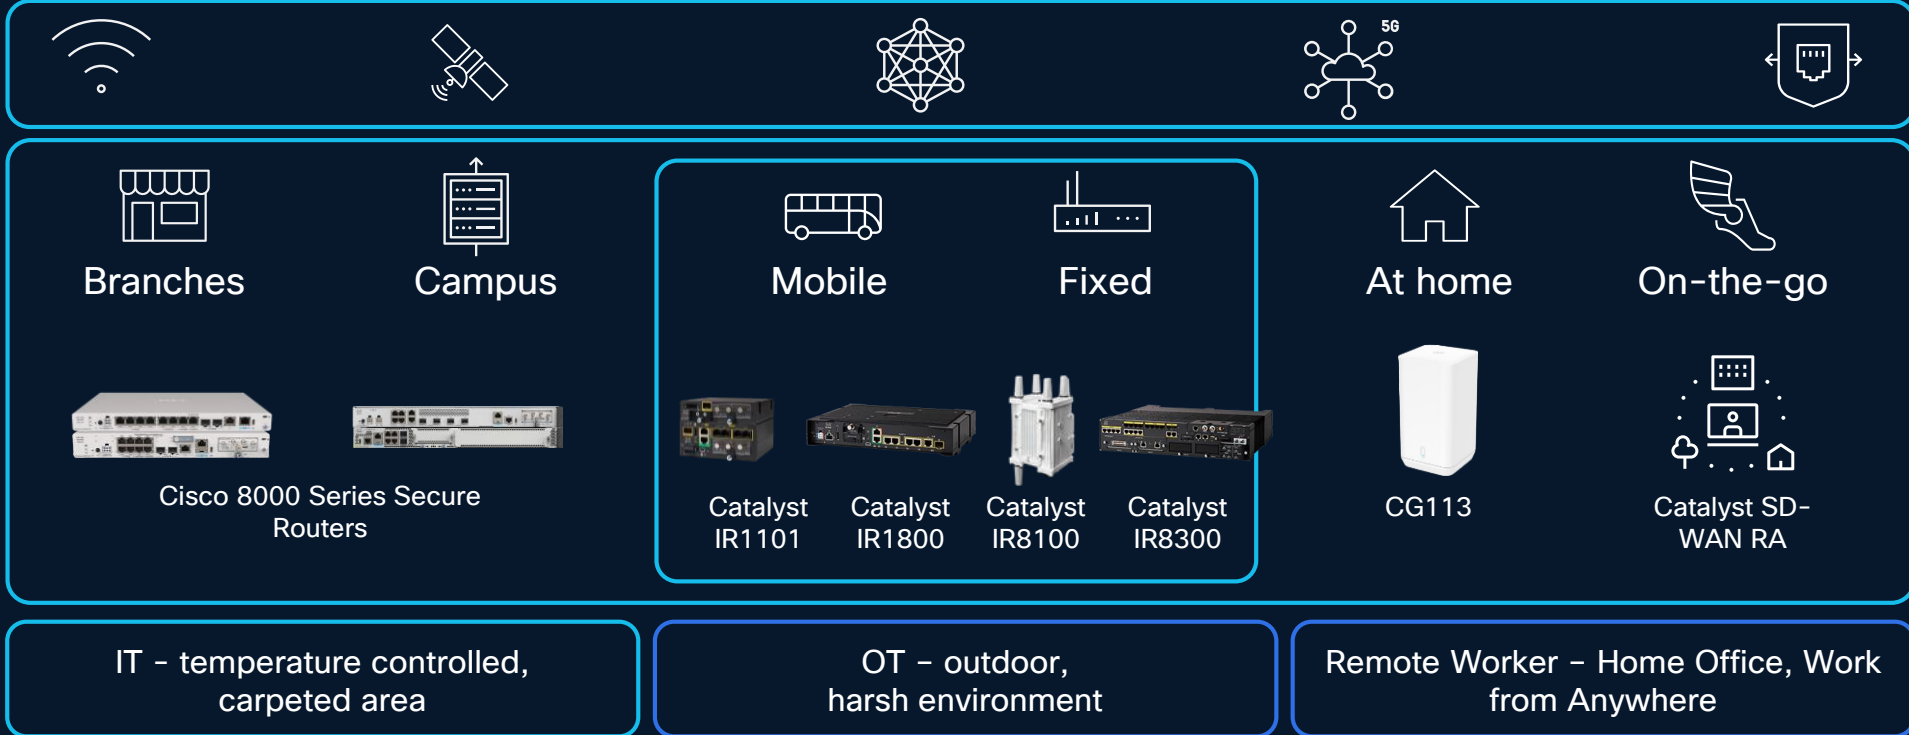 5G
Branches
Campus
Mobile
Fixed
At home
On-the-go
Cisco 8000 Series Secure
Routers
Catalyst
IR1101
Catalyst
IR1800
Catalyst
IR8100
Catalyst
IR8300
CG113
Catalyst SD-
WAN RA
IT - temperature controlled,
carpeted area
OT – outdoor,
harsh environment
Remote Worker – Home Office, Work
from Anywhere